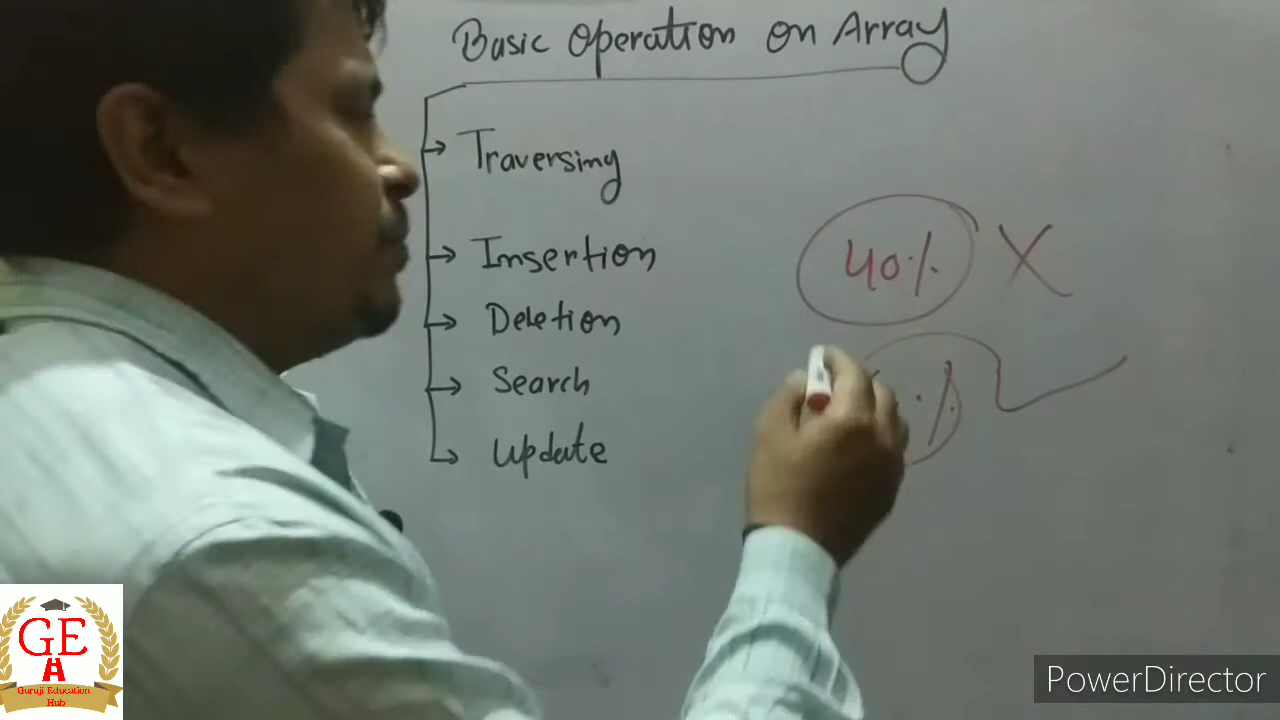 Basic Operation on Array
Traversing
Insertion
Deletion
Search
Update
40% X
GE
H
Guruji Education
Hub
PowerDirector